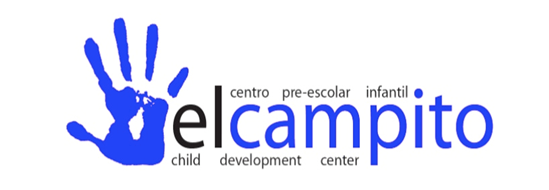 centro pre-escolar infantil
elcampito
child development center